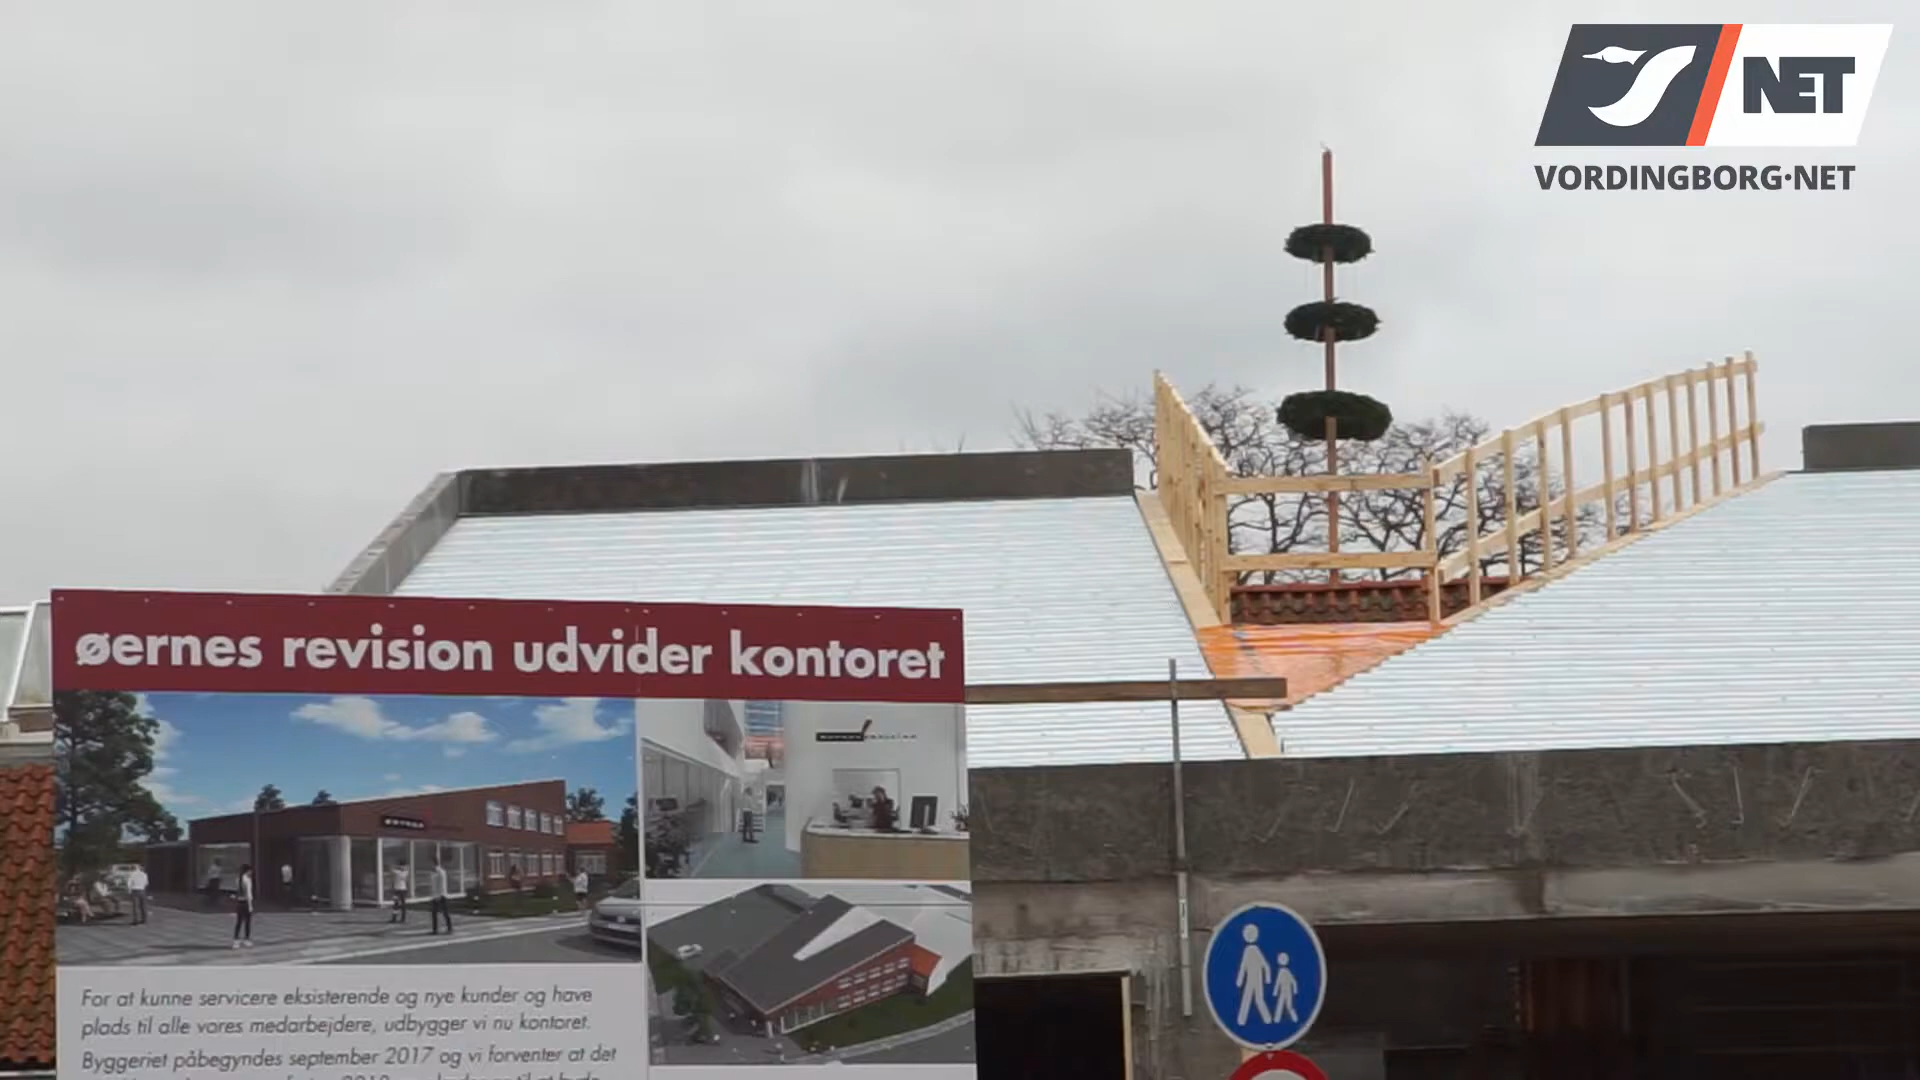 NET
VORDINGBORG·NET
øernes revision udvider kontoret
For at kunne servicere eksisterende og nye kunder og have
plads til alle vores medarbejdere, udbygger vi nu kontoret.
Byggeriet påbegyndes september 2017 og vi forventer at det